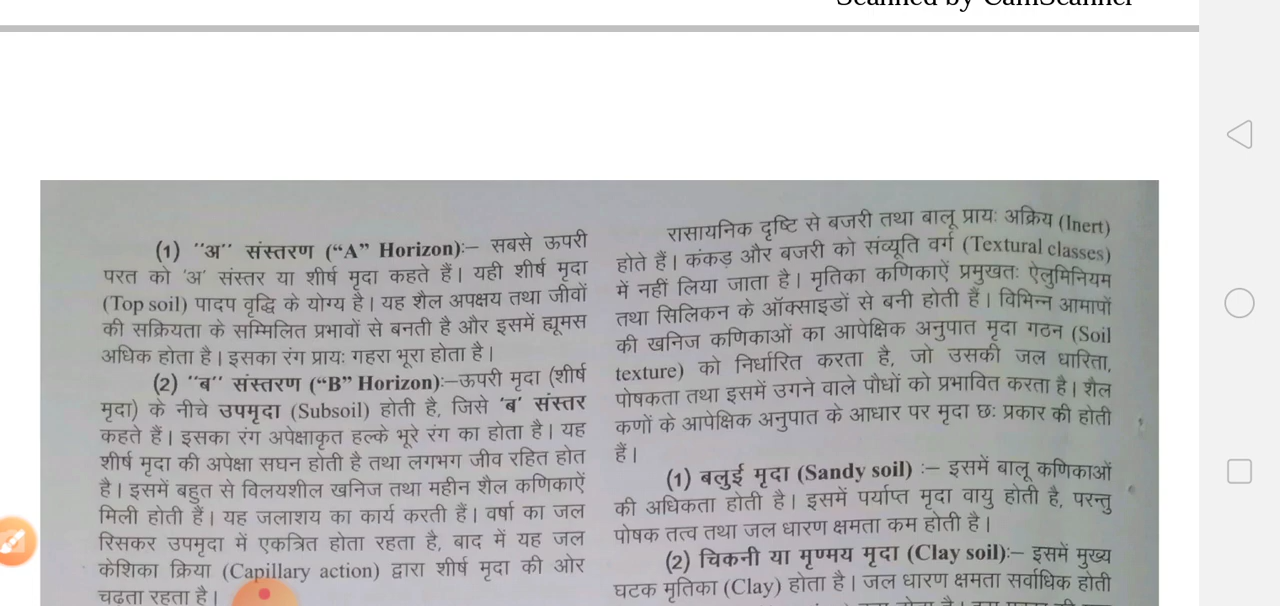 Scanned by CamScanner
(1) ''अ'' संस्तरण (“A” Horizon):– सबसे ऊपरी
परत को 'अ' संस्तर या शीर्ष मृदा कहते हैं। यही शीर्ष मृदा
(Top soil) पादप वृद्धि के योग्य है। यह शैल अपक्षय तथा जीवों
की सक्रियता के सम्मिलित प्रभावों से बनती है और इसमें ह्यूमस
अधिक होता है। इसका रंग प्रायः गहरा भूरा होता है।
(2) ''ब'' संस्तरण (“B” Horizon):–ऊपरी मृदा (शीर्ष
मृदा) के नीचे उपमृदा (Subsoil) होती है, जिसे 'ब' संस्तर
कहते हैं। इसका रंग अपेक्षाकृत हल्के भूरे रंग का होता है। यह
शीर्ष मृदा की अपेक्षा सघन होती है तथा लगभग जीव रहित होत
है। इसमें बहुत से विलयशील खनिज तथा महीन शैल कणिकाऐं
मिली होती हैं। यह जलाशय का कार्य करती हैं। वर्षा का जल
रिसकर उपमृदा में एकत्रित होता रहता है, बाद में यह जल
केशिका क्रिया (Capillary action) द्वारा शीर्ष मृदा की ओर
चढता रहता है।
रासायनिक दृष्टि से बजरी तथा बालू प्रायः अक्रिय (Inert)
होते हैं। कंकड़ और बजरी को संव्यूति वर्ग (Textural classes)
में नहीं लिया जाता है। मृतिका कणिकाऐं प्रमुखतः ऐलुमिनियम
तथा सिलिकन के ऑक्साइडों से बनी होती हैं। विभिन्न आमापों
की खनिज कणिकाओं का आपेक्षिक अनुपात मृदा गठन (Soil
texture) को निर्धारित करता है, जो उसकी जल धारिता,
पोषकता तथा इसमें उगने वाले पौधों को प्रभावित करता है। शैल
कणों के आपेक्षिक अनुपात के आधार पर मृदा छः प्रकार की होती
हैं।
(1) बलुई मृदा (Sandy soil) :– इसमें बालू कणिकाओं
की अधिकता होती है। इसमें पर्याप्त मृदा वायु होती है, परन्तु
पोषक तत्व तथा जल धारण क्षमता कम होती है।
(2) चिकनी या मृण्मय मृदा (Clay soil):– इसमें मुख्य
घटक मृतिका (Clay) होता है। जल धारण क्षमता सर्वाधिक होती